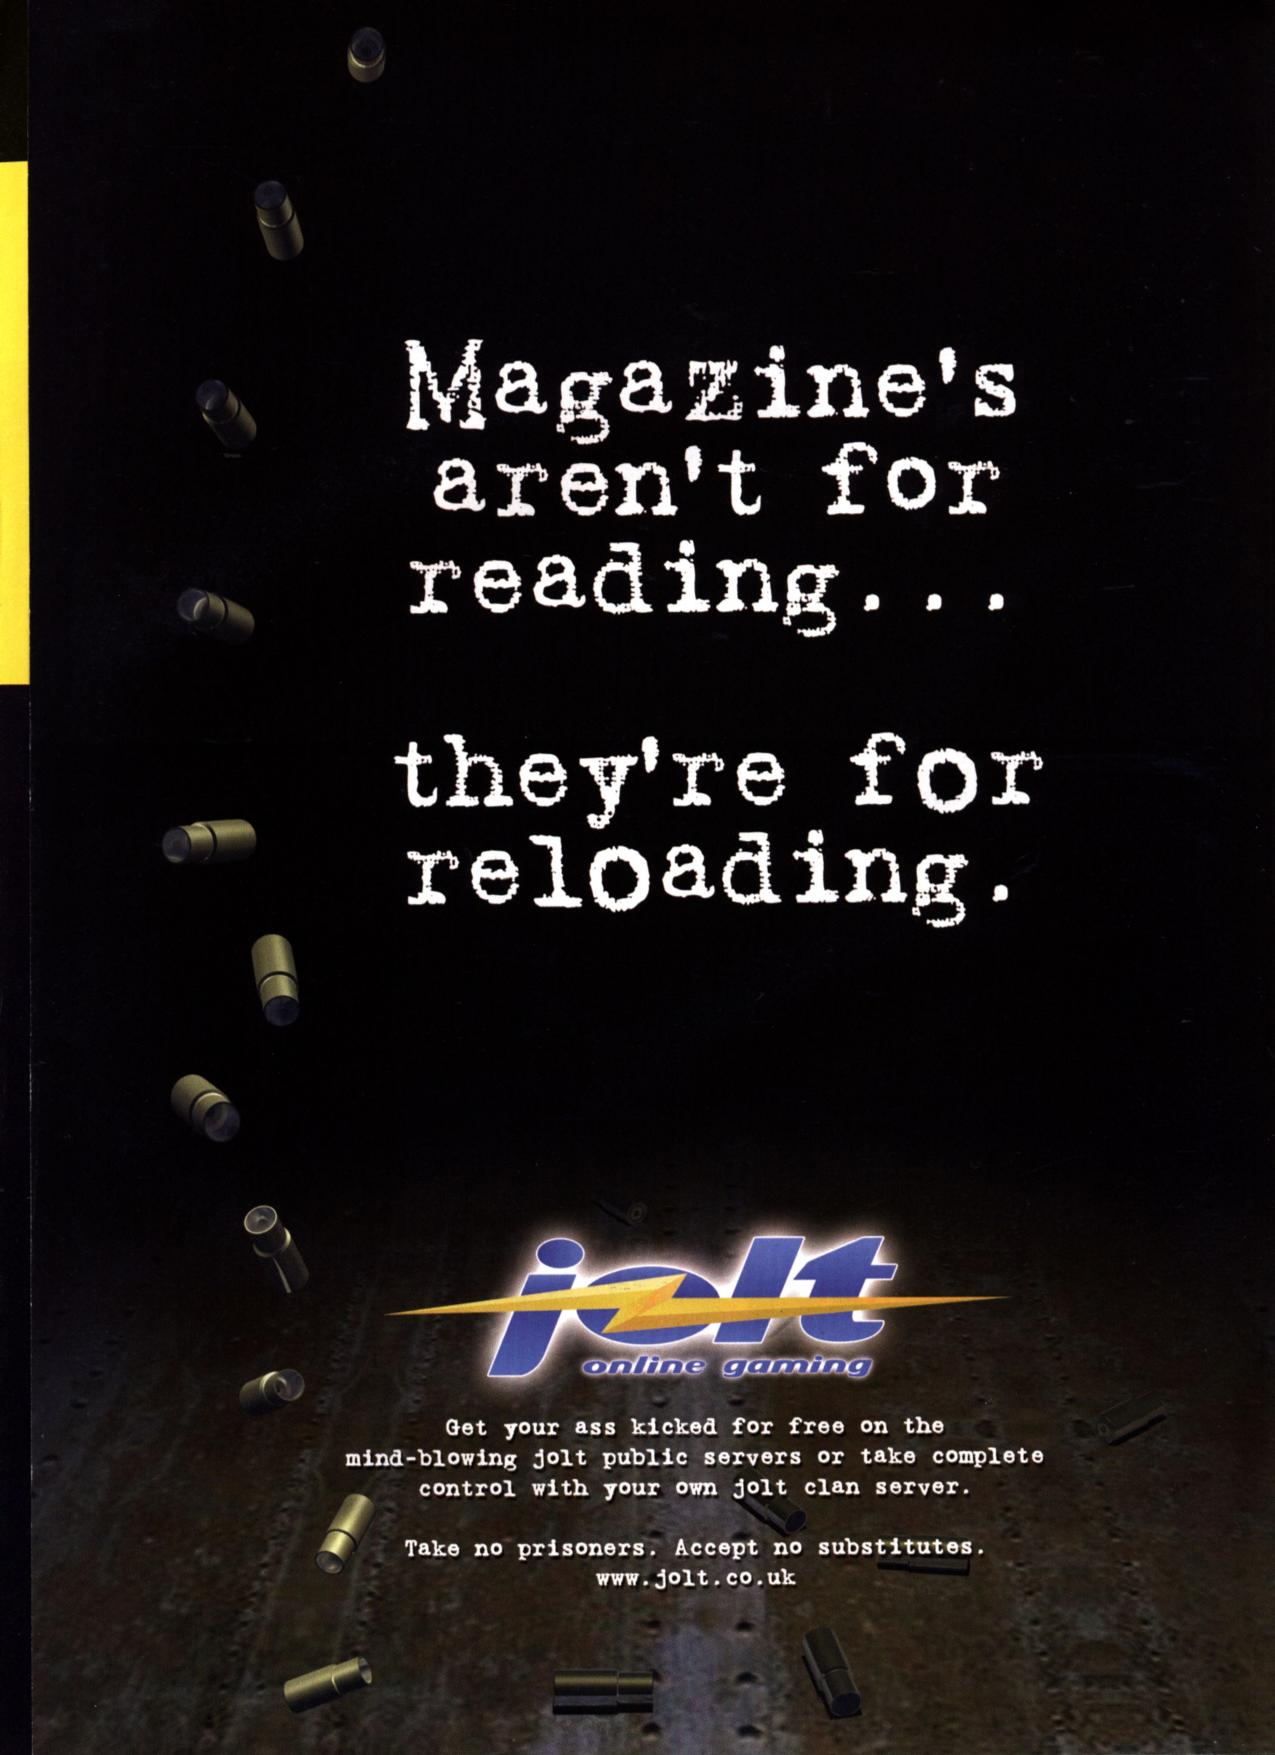 Magazine's
aren't for
reading...
they're for
reloading.
jolt
online gaming
Get your ass kicked for free on the
mind-blowing jolt public servers or take complete
control with your own jolt clan server.
Take no prisoners. Accept no substitutes.
www.jolt.co.uk